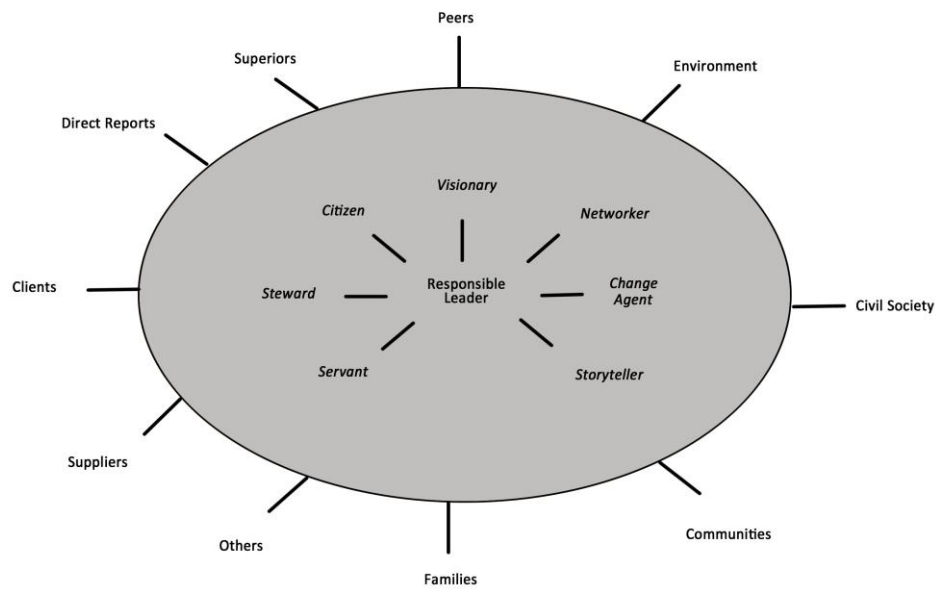 Peers
Superiors
Environment
Direct Reports
Visionary
Citizen
Networker
Clients
Steward
Responsible
Leader
Change
Agent
Civil Society
Servant
Storyteller
Suppliers
Others
Communities
Families